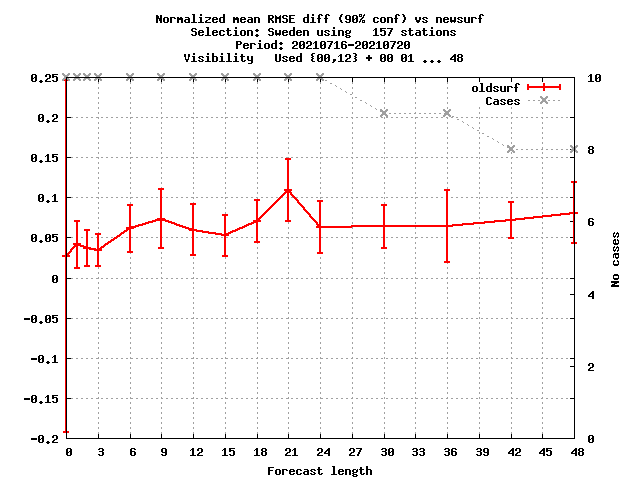 Normalized mean RMSE diff (90% conf) vs newsurf
Selection: Sweden using   157 stations
Period: 20210716-20210720
Visibility   Used {00,12} + 00 01 ... 48
oldsurf
Cases
0.25
0.2
0.15
0.1
0.05
0
-0.05
-0.1
-0.15
-0.2
10
8
6
4
2
0
No cases
0 3 6 9 12 15 18 21 24 27 30 33 36 39 42 45 48
Forecast length